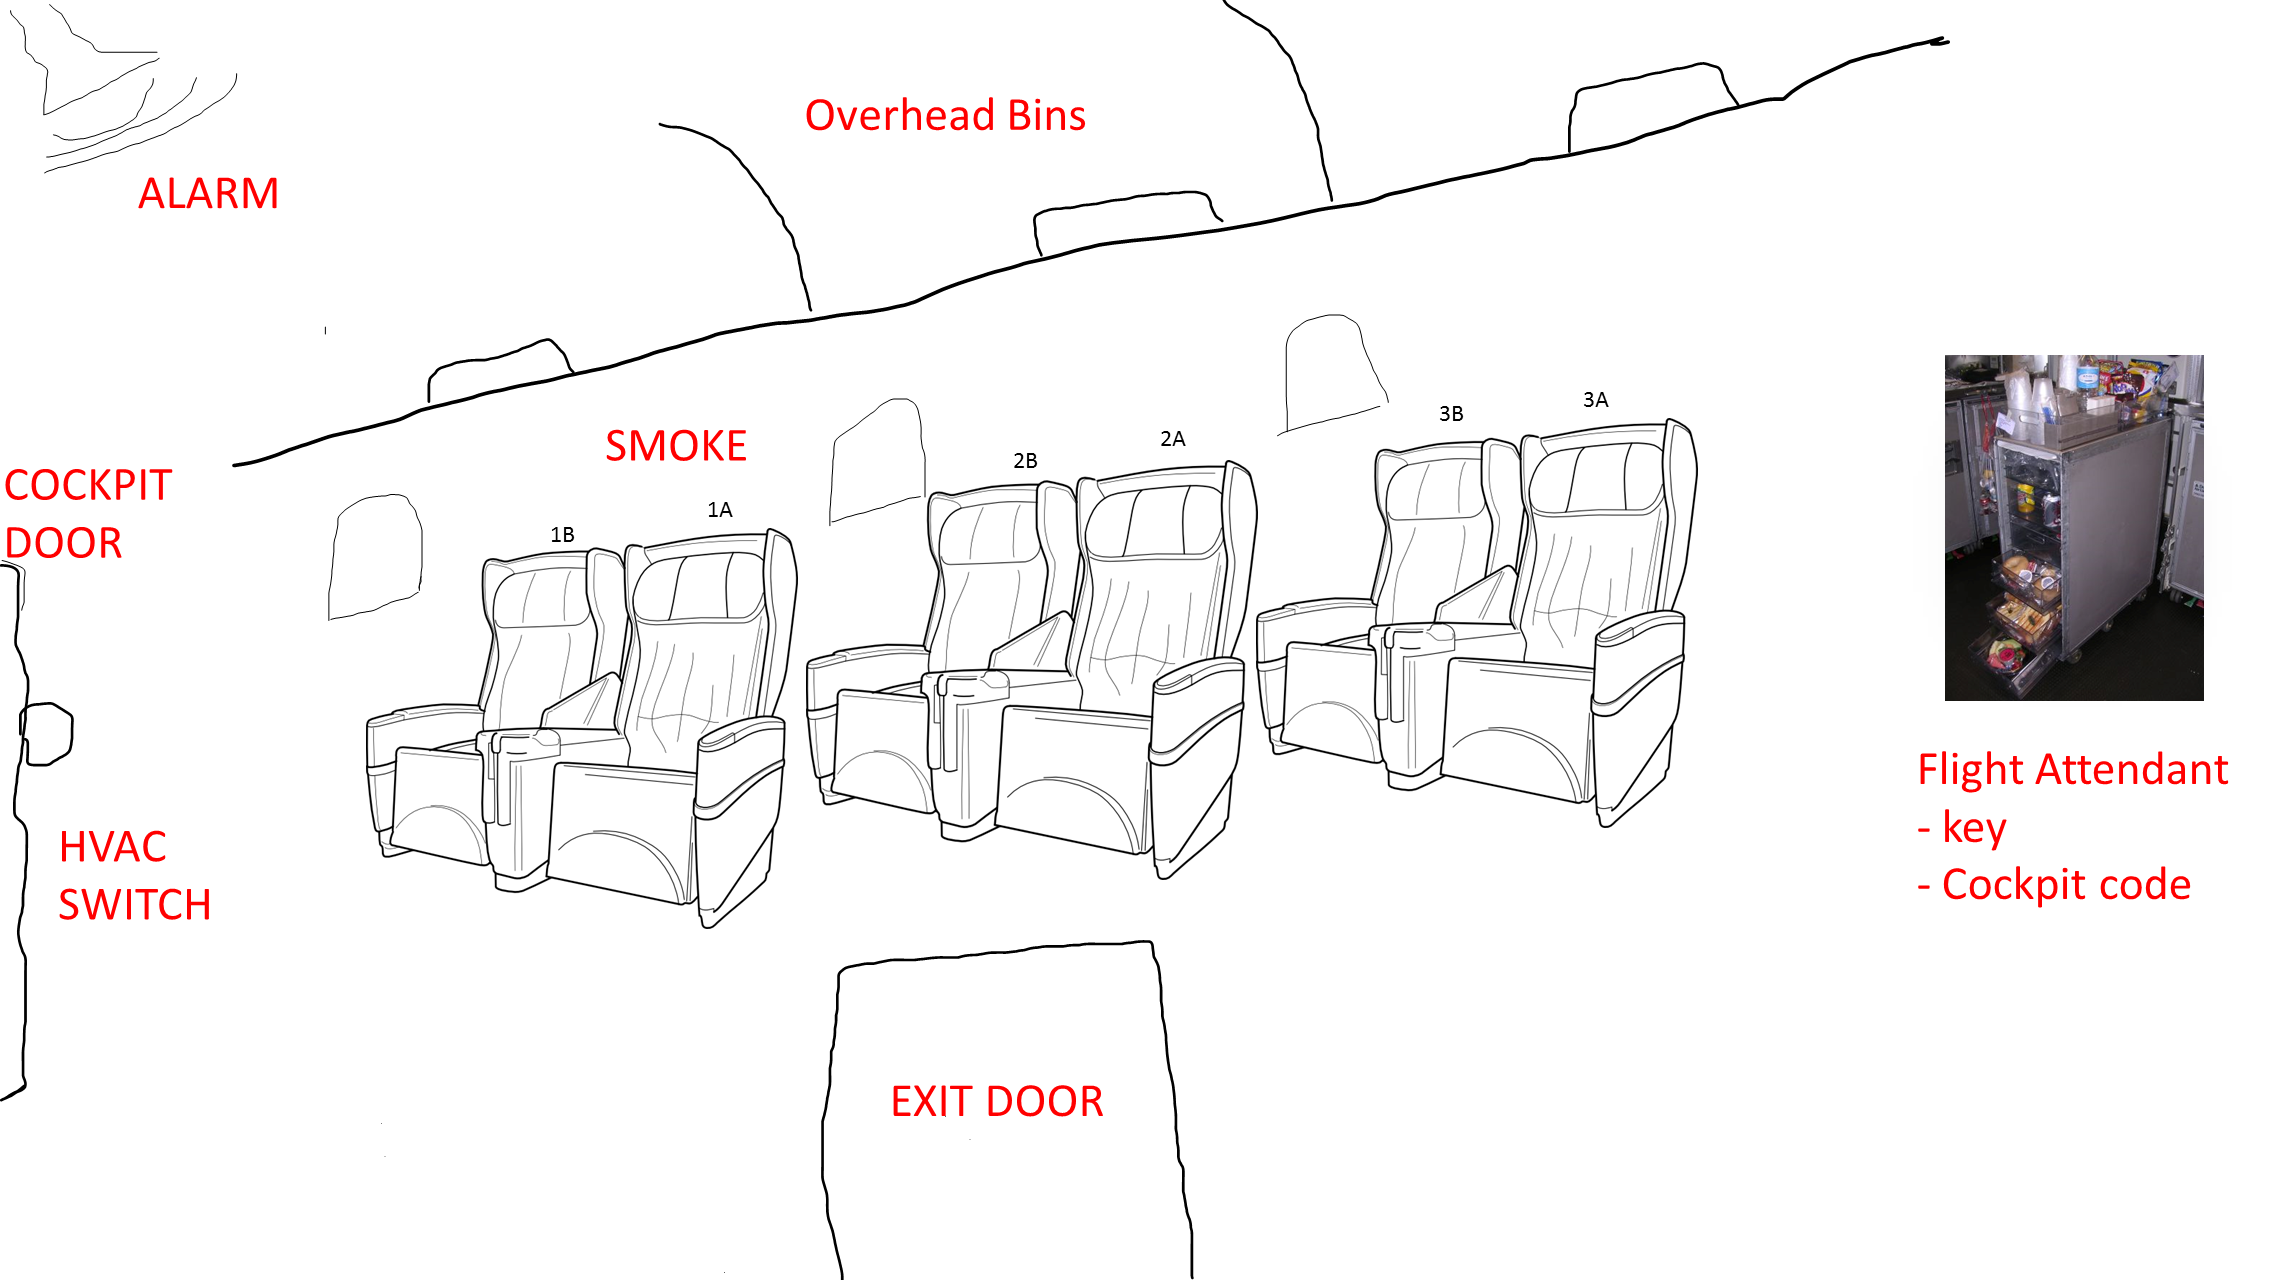 Overhead Bins
ALARM
3A
3B
2A
SMOKE
2B
COCKPIT
DOOR
1A
1B
Flight Attendant
- key
- Cockpit code
HVAC
SWITCH
EXIT DOOR